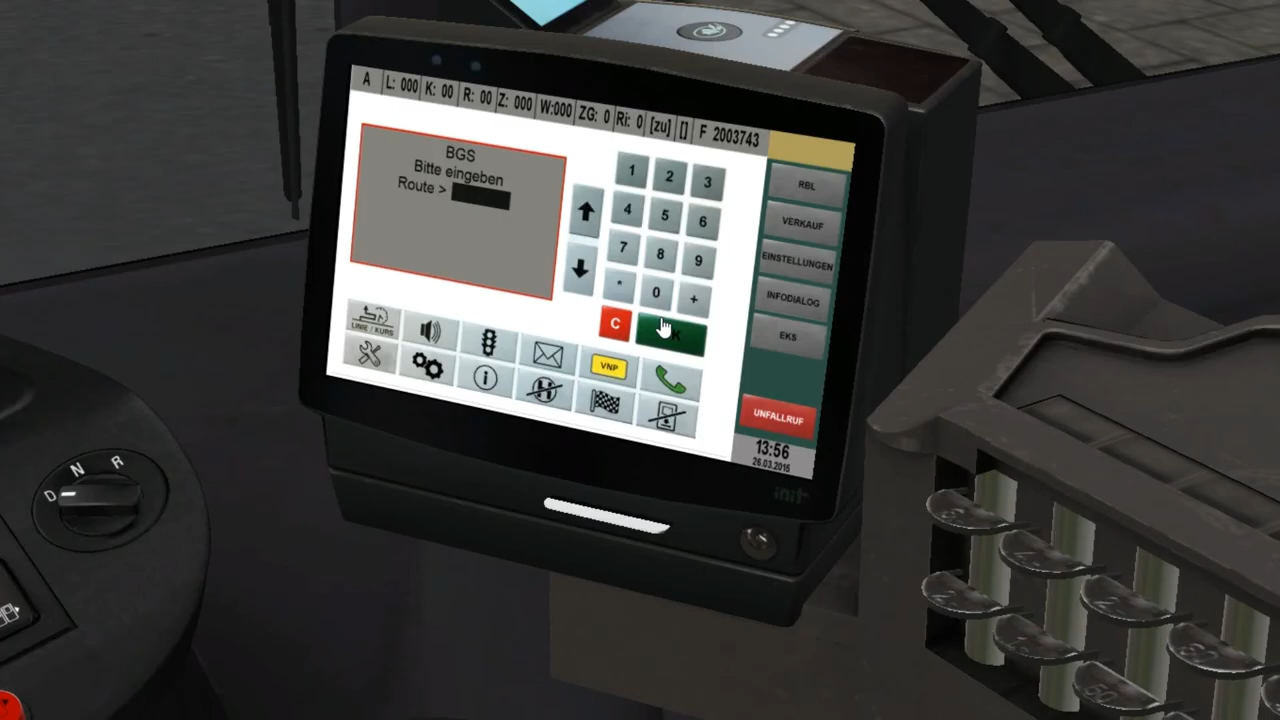 A L: 000 K: 00 R: 00 Z: 000 W:000 ZG: 0 Ri: 0 [zu] [] F 2003743
BGS
Bitte eingeben
Route >
1 2 3
4 5 6
7 8 9
* 0 +
C
LINIE / KURS
VNP
RBL
VERKAUF
EINSTELLUNGEN
INFODIALOG
EKS
UNFALLRUF
13:56
26.03.2015
init
D N R
2
50